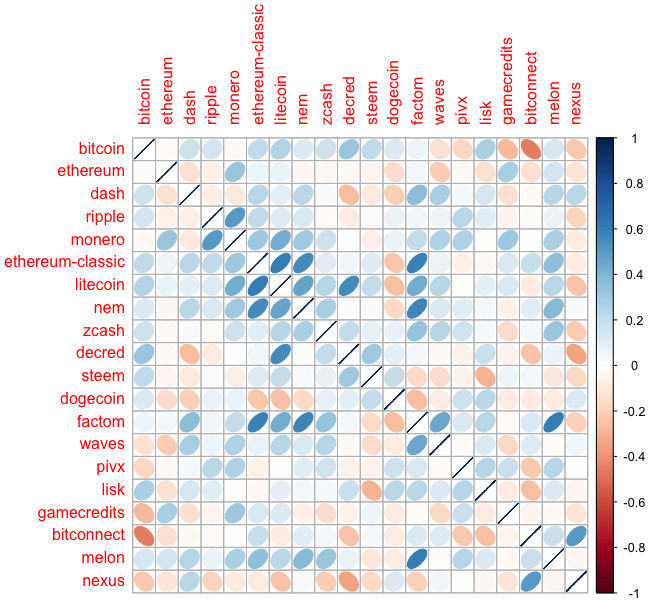 bitcoin
ethereum
dash
ripple
monero
ethereum-classic
litecoin
nem
zcash
decred
steem
dogecoin
factom
waves
pivx
lisk
gamecredits
bitconnect
melon
nexus
bitcoin
ethereum
dash
ripple
monero
ethereum-classic
litecoin
nem
zcash
decred
steem
dogecoin
factom
waves
pivx
lisk
gamecredits
bitconnect
melon
nexus
1
0.8
0.6
0.4
0.2
0
-0.2
-0.4
-0.6
-0.8
-1